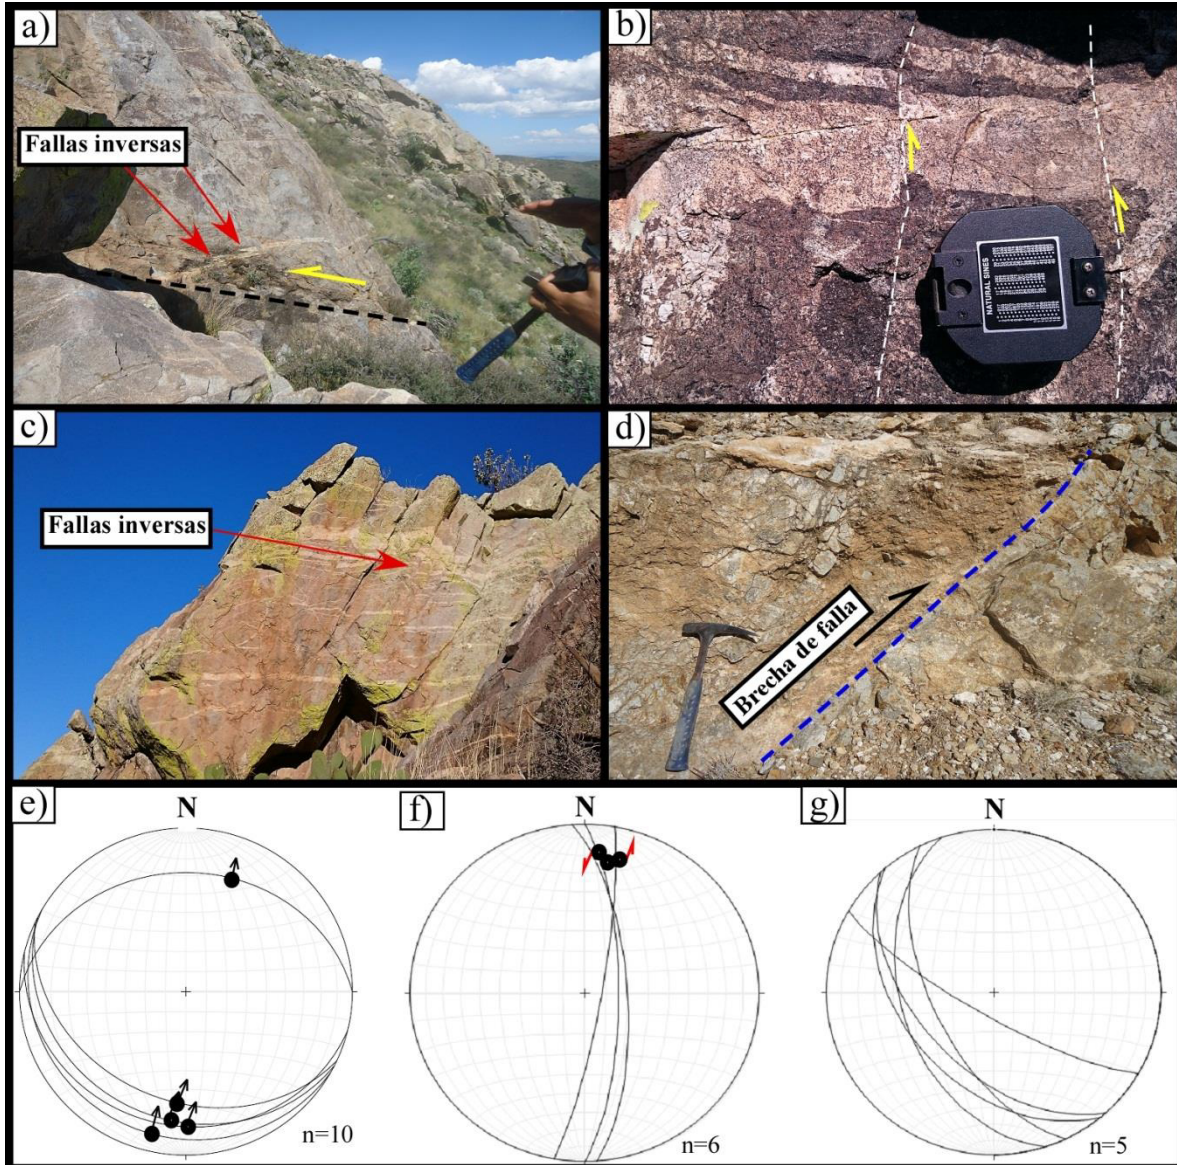 a)
Fallas inversas
b)
NATURAL SINES
c)
Fallas inversas
d)
Brecha de falla
e)
N
n=10
f)
N
n=6
g)
N
n=5